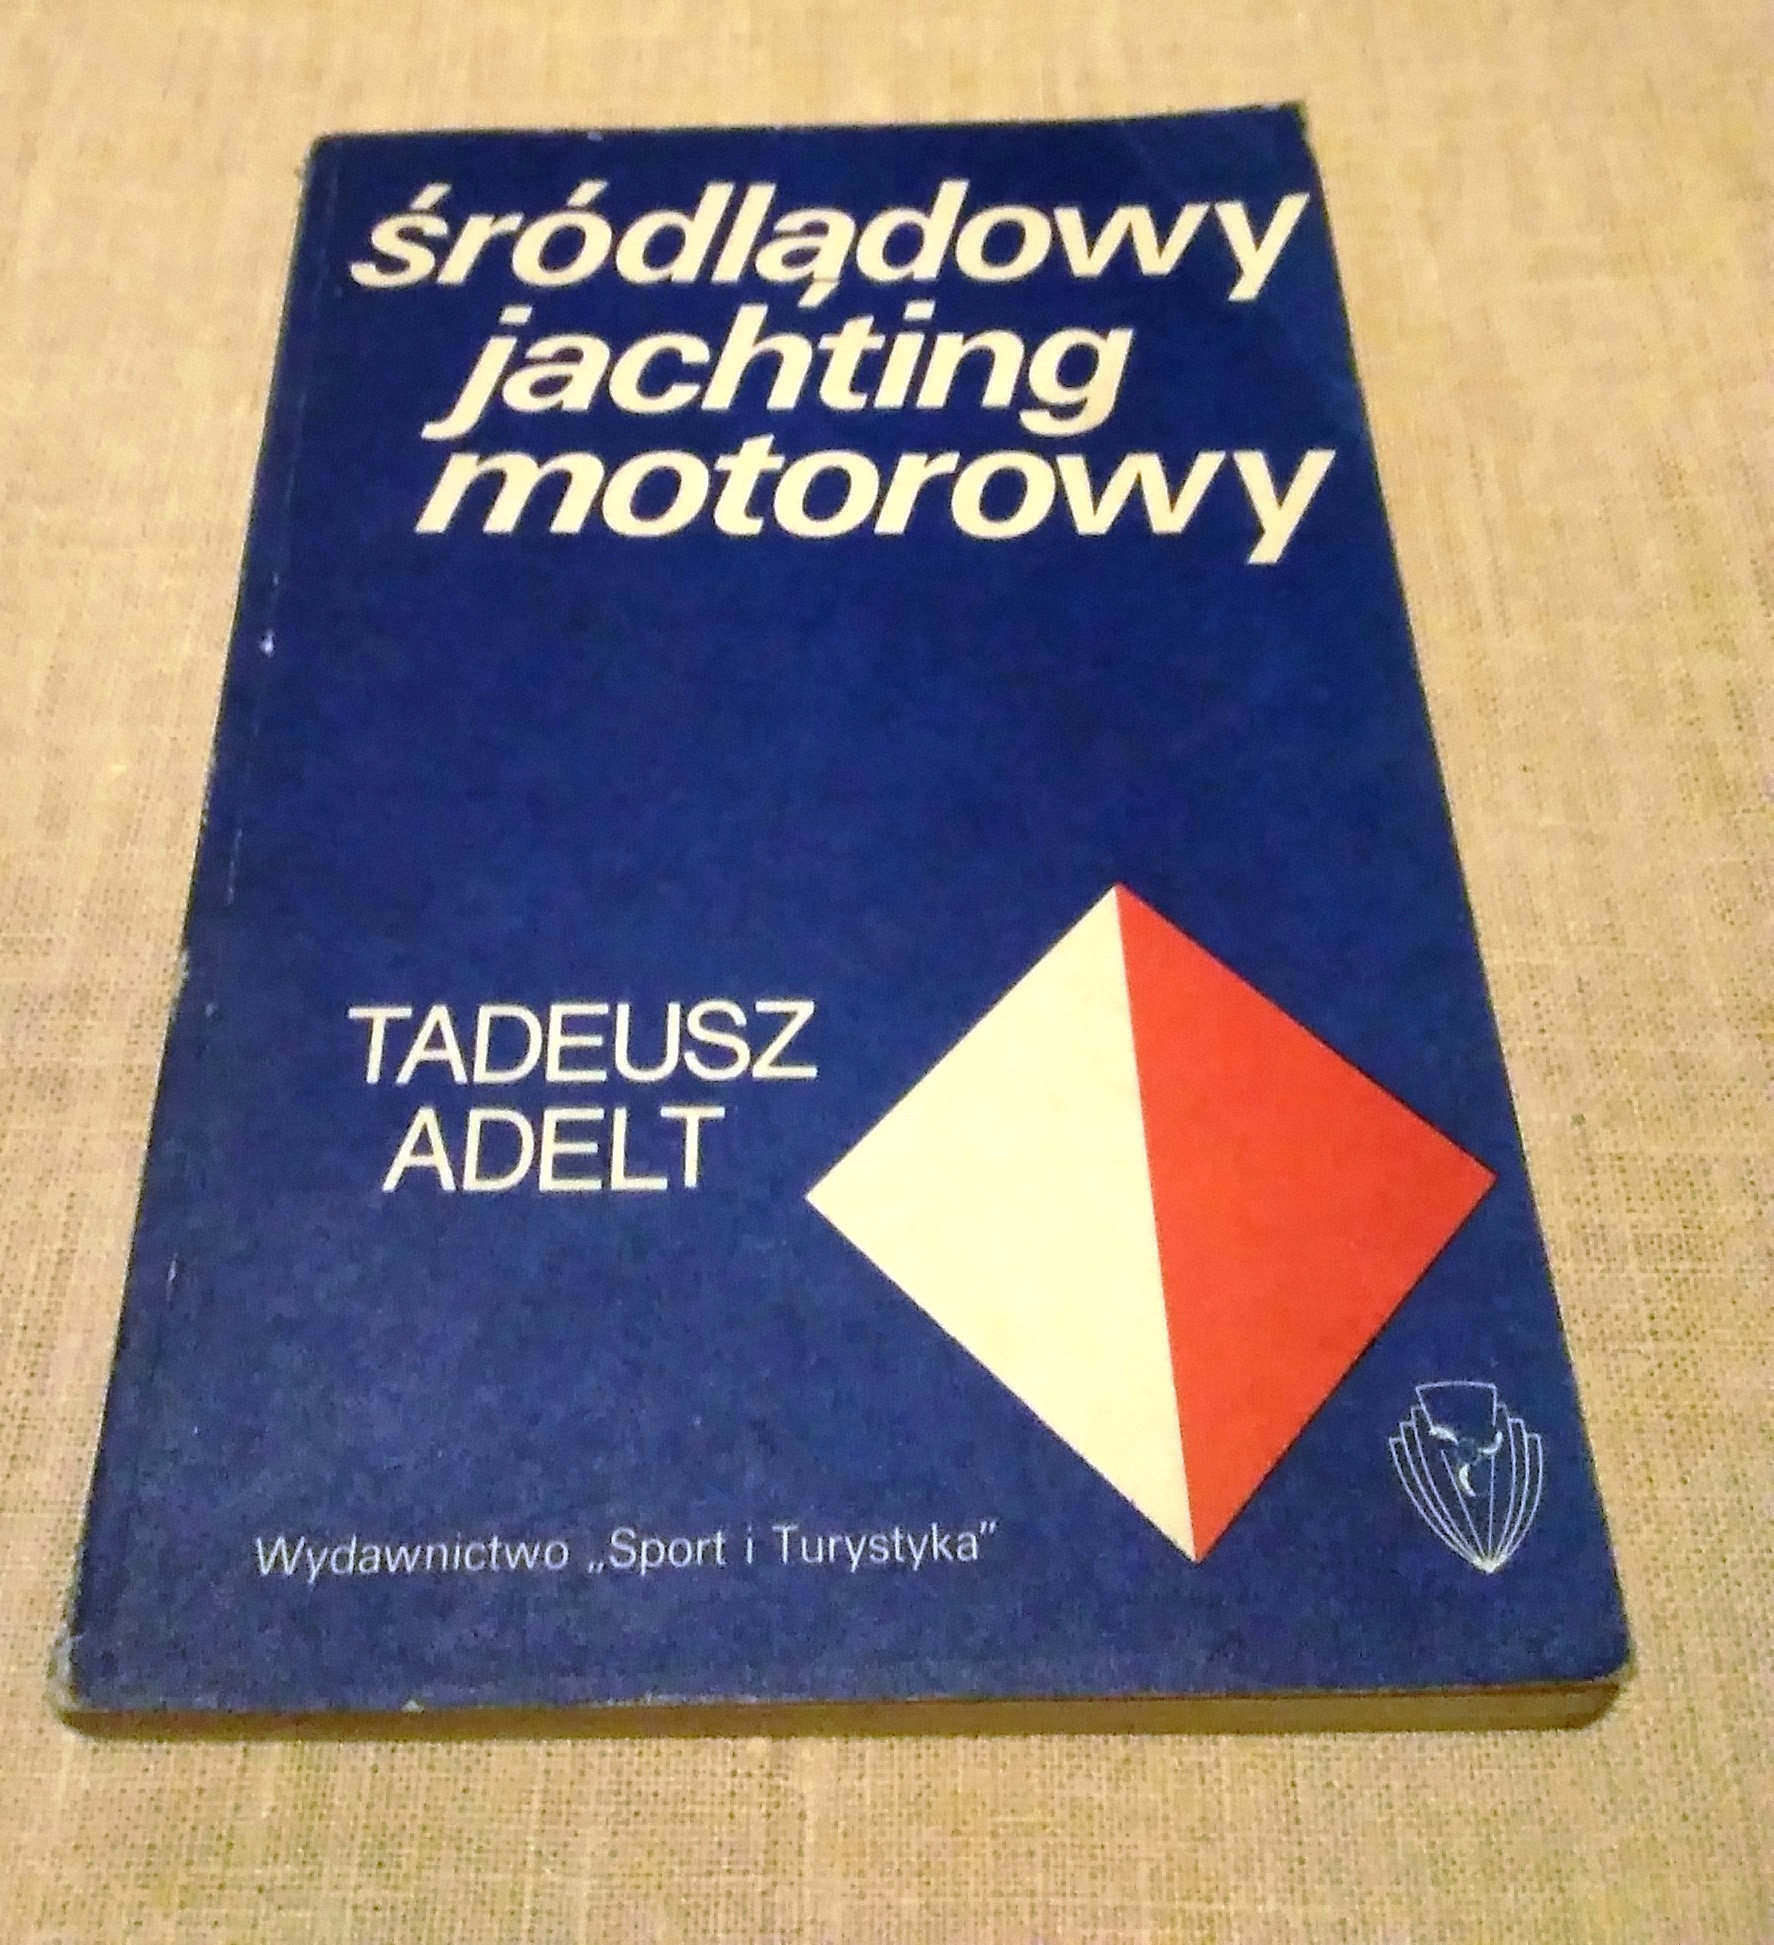 śródlądowy
jachting
motorowy
TADEUSZ
ADELT
Wydawnictwo „Sport i Turystyka”